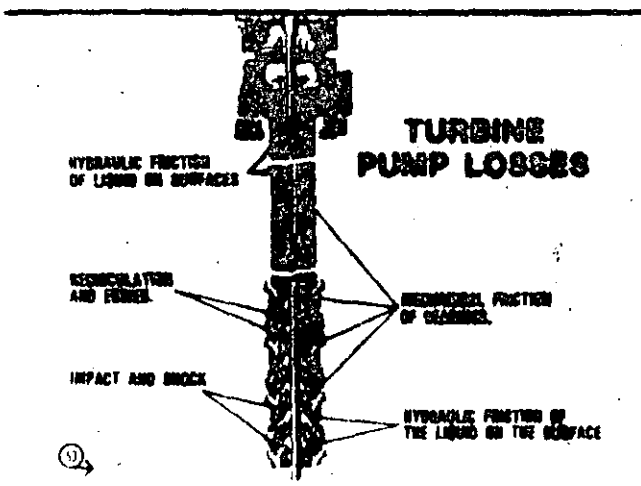 TURBINE
PUMP LOSSES
HYDRAULIC FRICTION
OF LIQUID ON SURFACES
RECIRCULATION
AND EDDIES.
MECHANICAL FRICTION
OF BEARINGS.
IMPACT AND SHOCK
HYDRAULIC FRICTION OF
THE LIQUID ON THE SURFACE